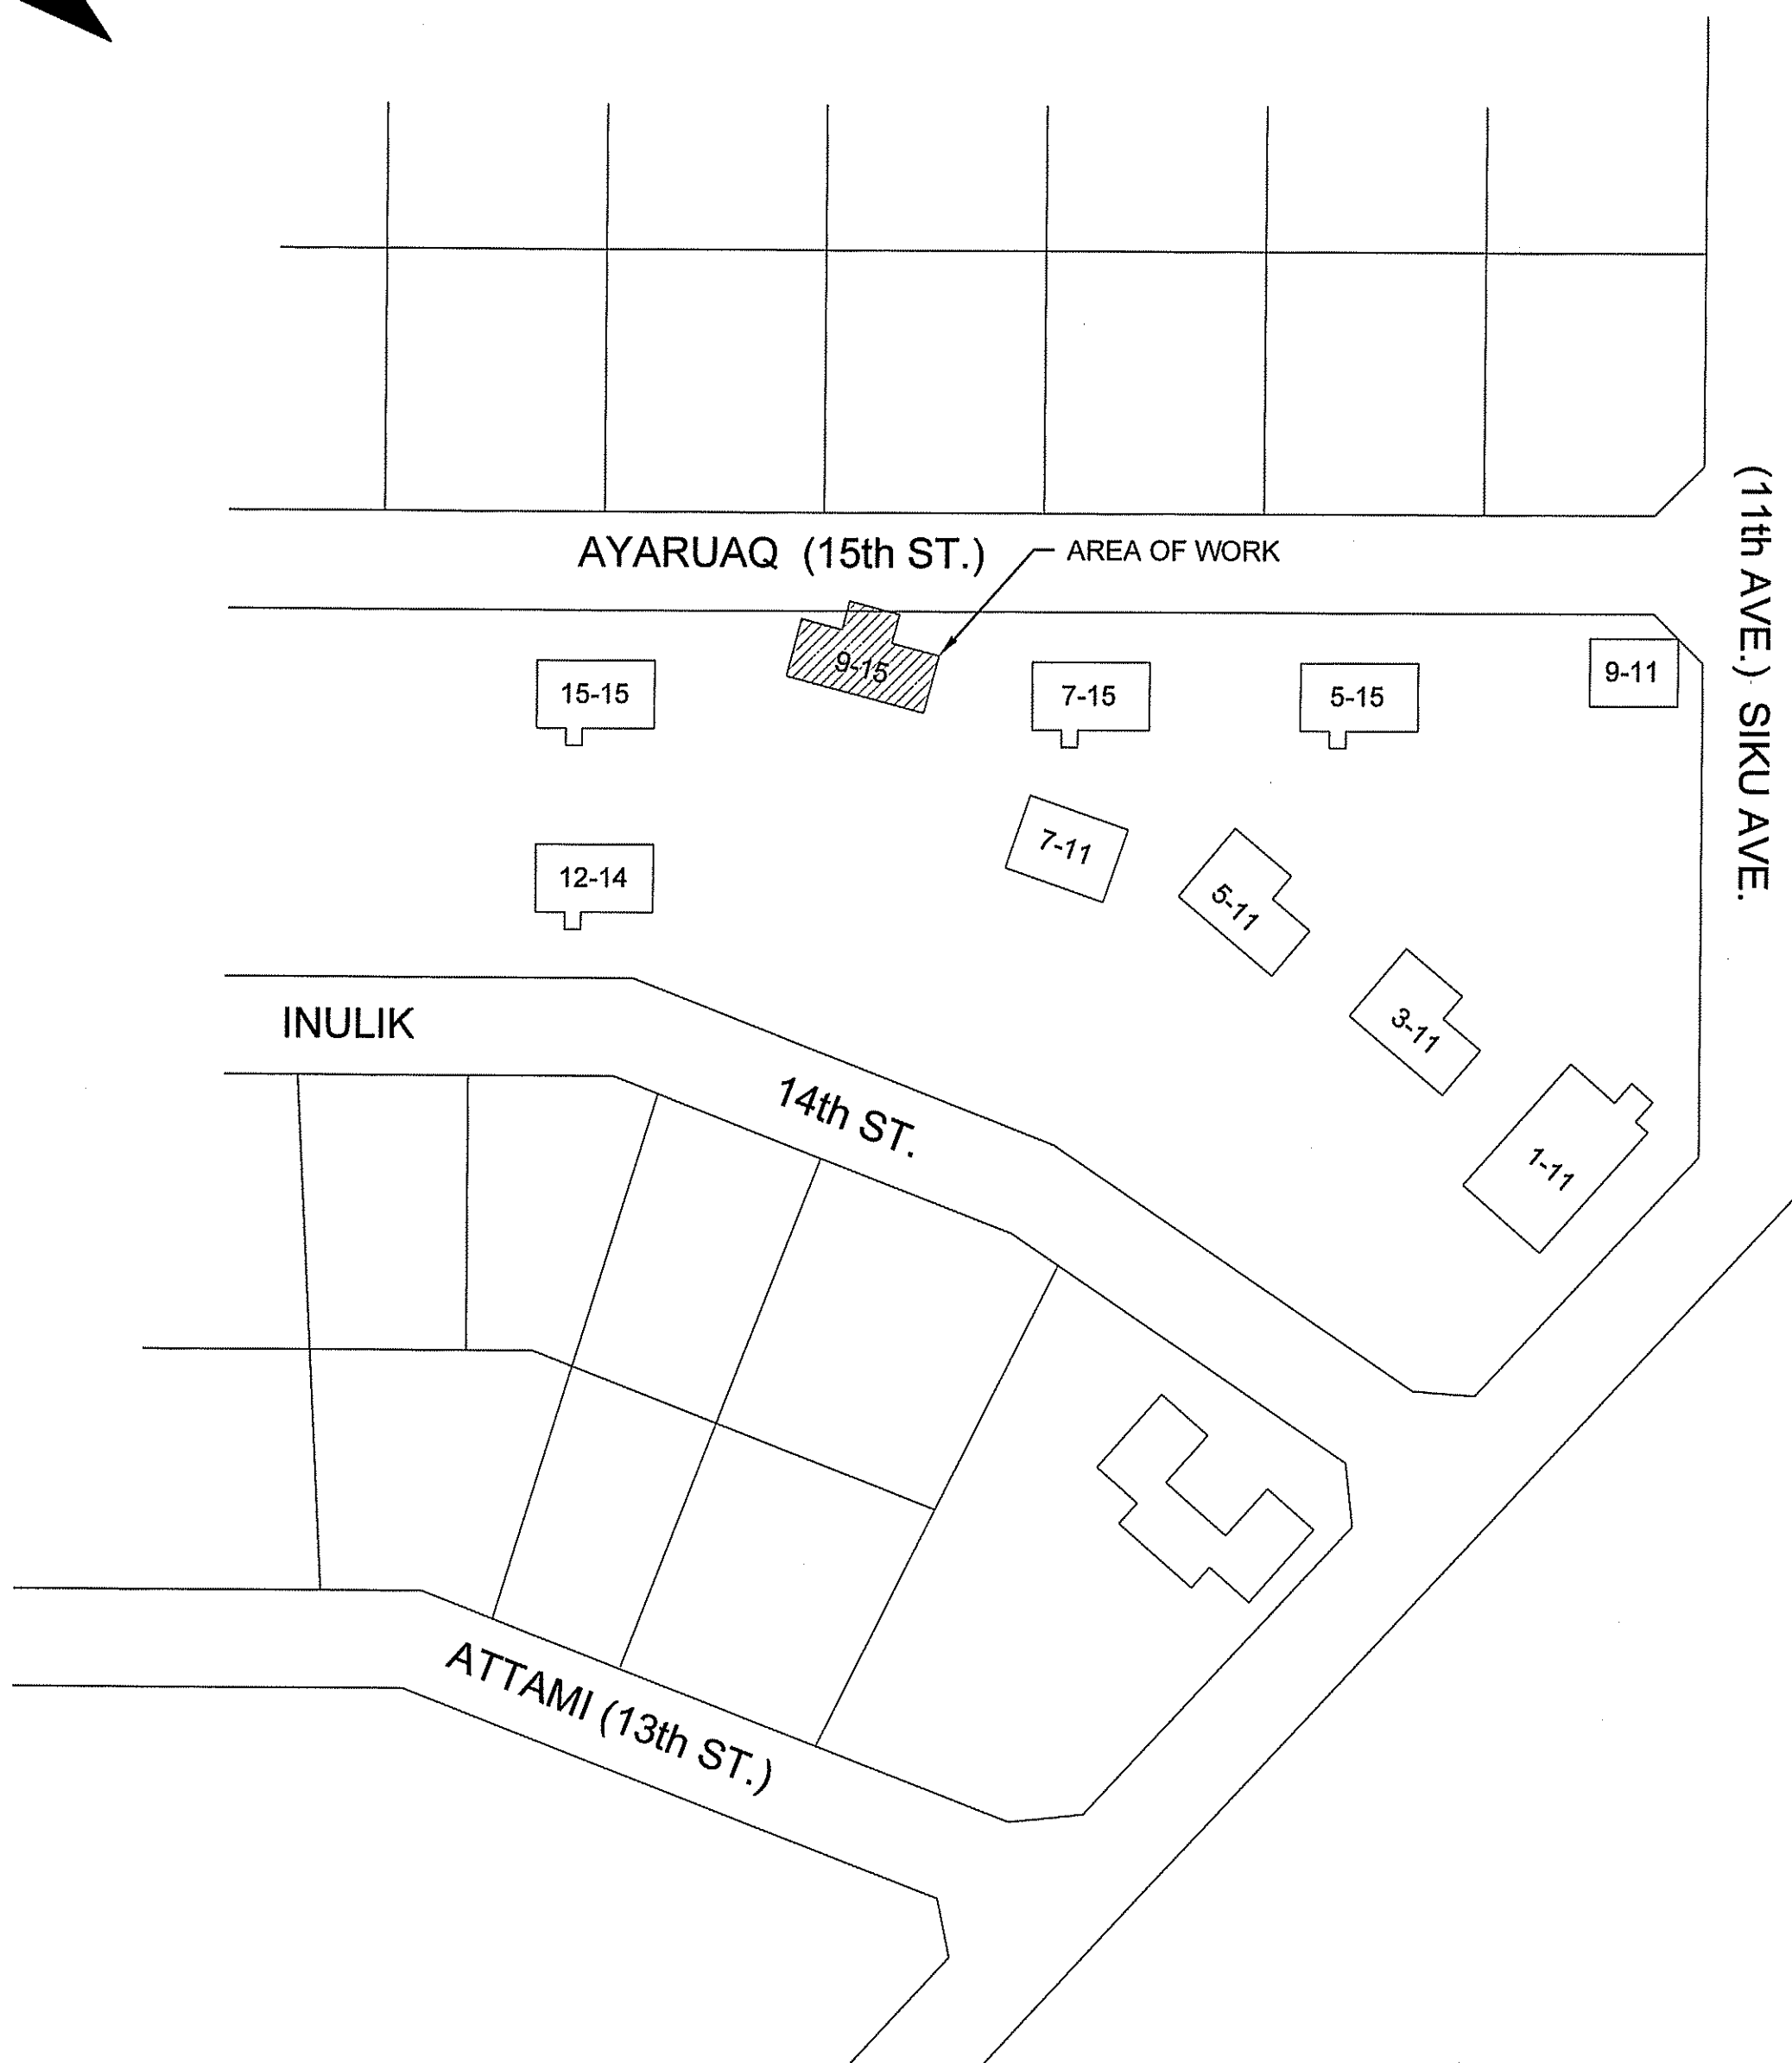 AYARUAQ (15th ST.)
AREA OF WORK
(11th AVE.) SIKU AVE.
9-15
15-15
7-15
5-15
9-11
7-11
12-14
5-11
3-11
1-11
INULIK
14th ST.
ATTAMI (13th ST.)